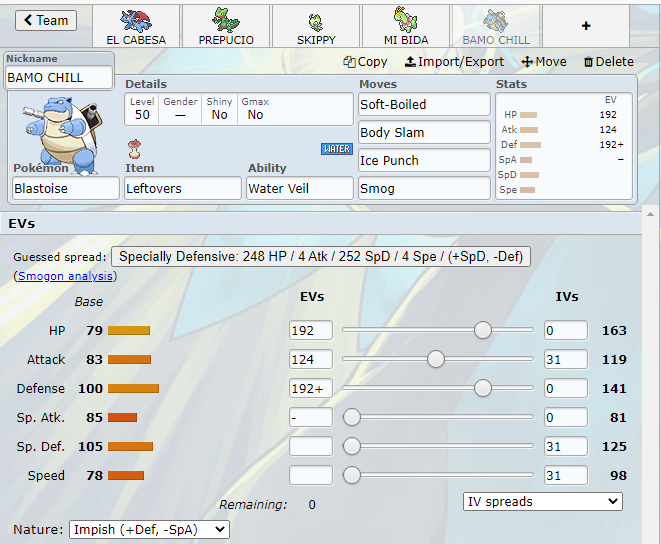 < Team
EL CABESA
PREPUCIO
SKIPPY
MI BIDA
BAMO CHILL
+
Copy Import/Export Move Delete
Nickname
BAMO CHILL
Details
Level Gender Shiny Gmax
50 — No No
WATER
Pokémon Item Ability
Blastoise Leftovers Water Veil
Moves
Soft-Boiled
Body Slam
Ice Punch
Smog
Stats
EV
HP 192
Atk 124
Def 192+
SpA –
SpD
Spe
EVs
Guessed spread: Specially Defensive: 248 HP / 4 Atk / 252 SpD / 4 Spe / (+SpD, -Def)
(Smogon analysis)
Base EVs IVs
HP 79 192 0 163
Attack 83 124 31 119
Defense 100 192+ 0 141
Sp. Atk. 85 - 0 81
Sp. Def. 105 31 125
Speed 78 31 98
Remaining: 0 IV spreads
Nature: Impish (+Def, -SpA)